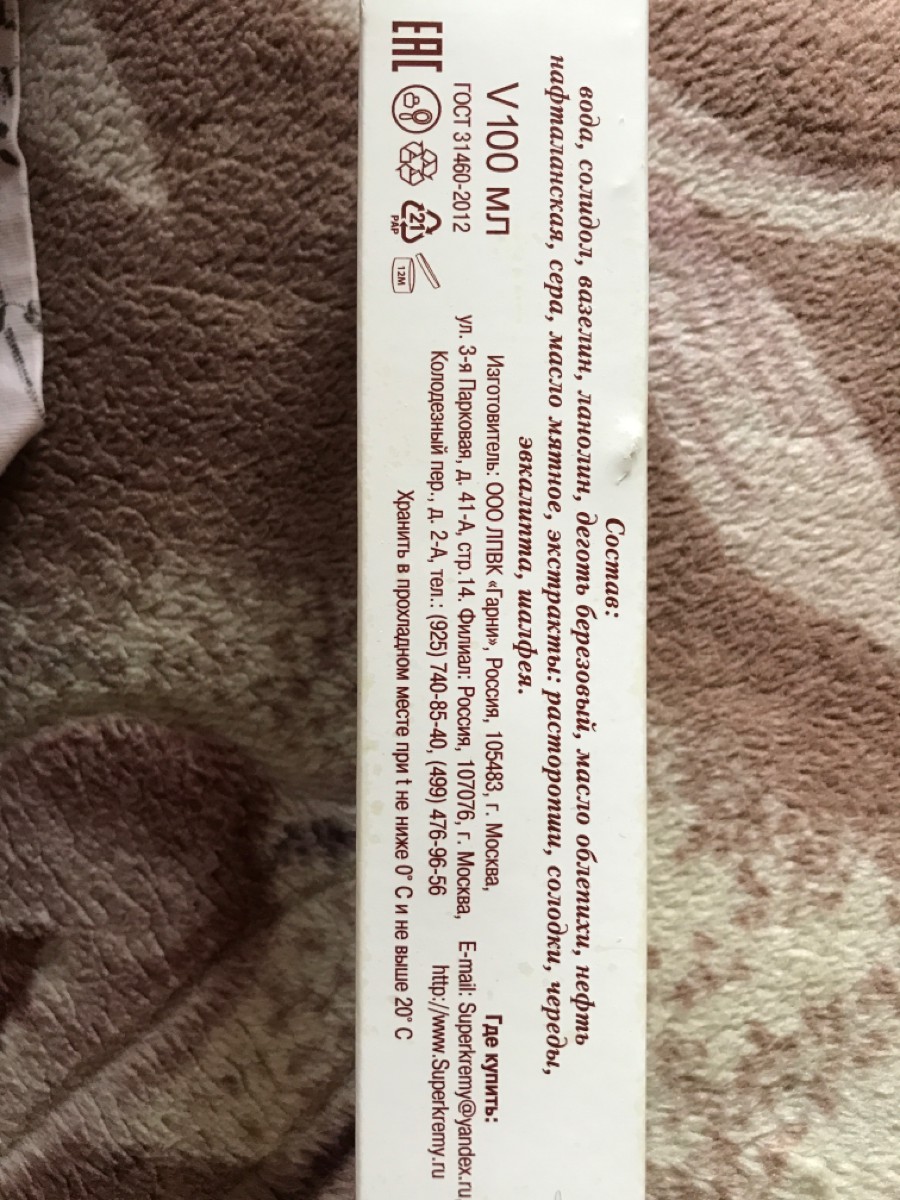 Состав:
вода, солидол, вазелин, ланолин, деготь березовый, масло облепихи, нефть
нафталанская, сера, масло мятное, экстракты: расторопши, солодки, череды,
эвкалипта, шалфея.
V 100 мл
ГОСТ 31460-2012
EAC
21
PAP
12M
Изготовитель: ООО ЛПВК «Гарни», Россия, 105483, г. Москва,
ул. 3-я Парковая, д. 41-А, стр.14. Филиал: Россия, 107076, г. Москва,
Колодезный пер., д. 2-А, тел.: (925) 740-85-40, (499) 476-96-56
Хранить в прохладном месте при t не ниже 0° С и не выше 20° С
Где купить:
E-mail: Superkremy@yandex.ru
http://www.Superkremy.ru